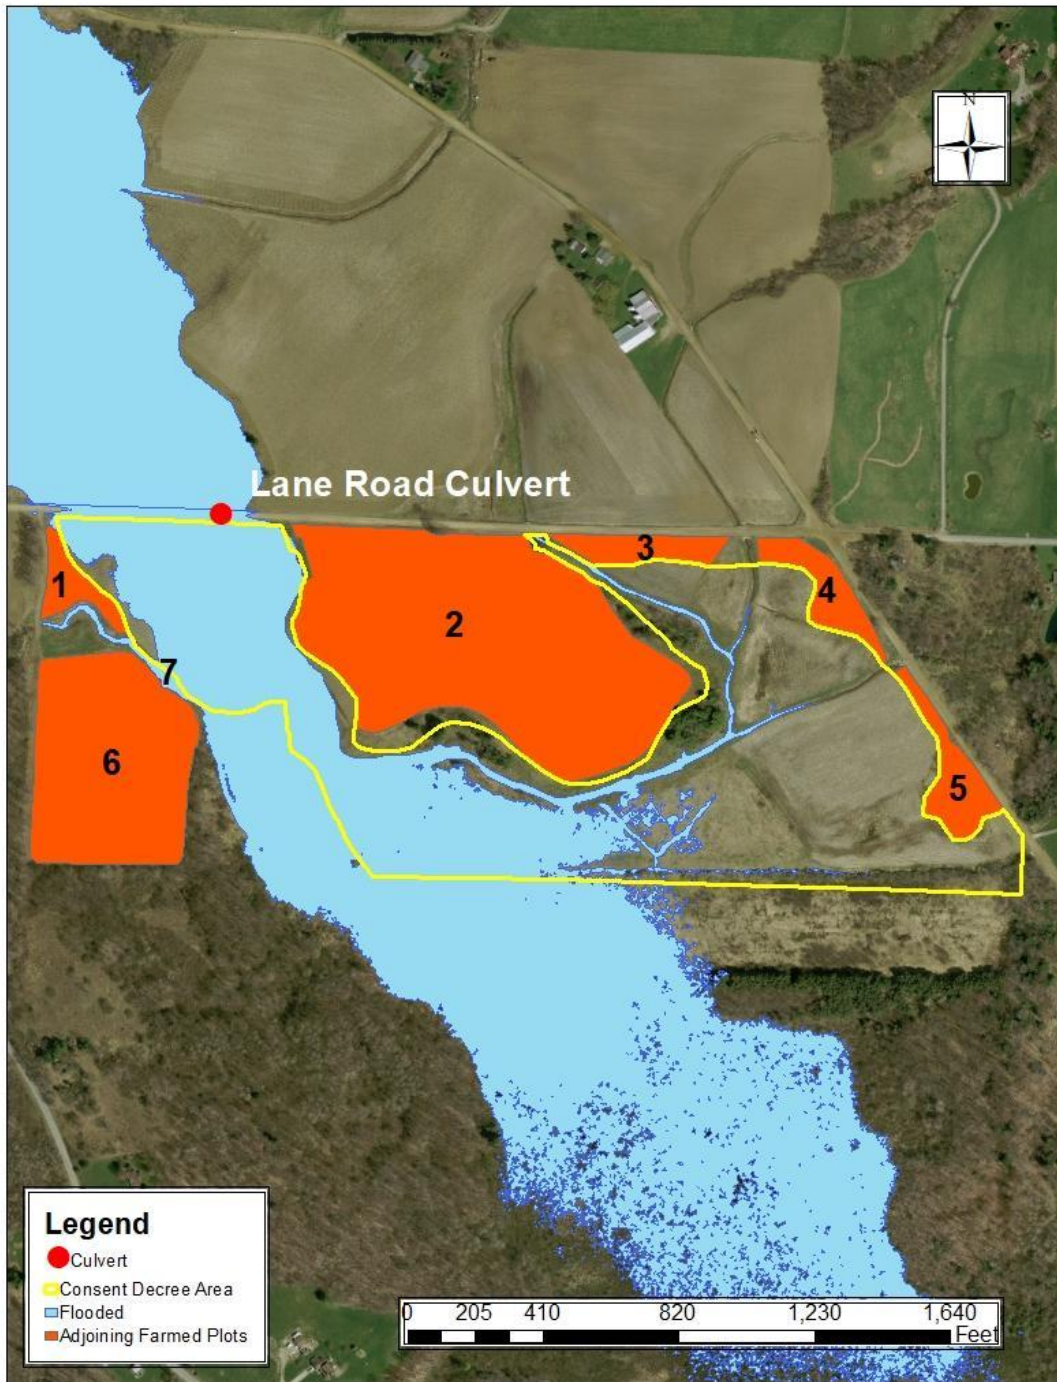 N
Lane Road Culvert
1
2
3
4
5
6
7
Legend
Culvert
Consent Decree Area
Flooded
Adjoining Farmed Plots
0 205 410 820 1,230 1,640
Feet